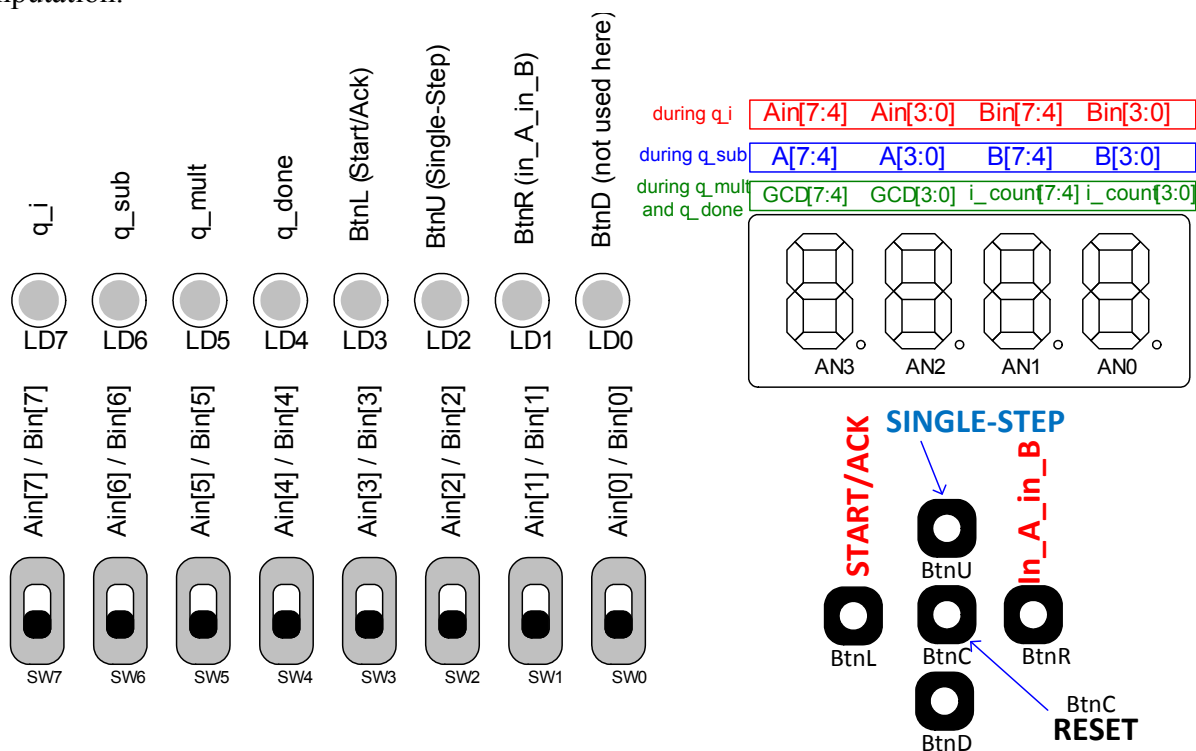 nputation.
q_i
q_sub
q_mult
q_done
BtnL (Start/Ack)
BtnU (Single-Step)
BtnR (in_A_in_B)
BtnD (not used here)
LD7 LD6 LD5 LD4 LD3 LD2 LD1 LD0
Ain[7] / Bin[7]
Ain[6] / Bin[6]
Ain[5] / Bin[5]
Ain[4] / Bin[4]
Ain[3] / Bin[3]
Ain[2] / Bin[2]
Ain[1] / Bin[1]
Ain[0] / Bin[0]
SW7 SW6 SW5 SW4 SW3 SW2 SW1 SW0
during q_i Ain[7:4] Ain[3:0] Bin[7:4] Bin[3:0]
during q_sub A[7:4] A[3:0] B[7:4] B[3:0]
during q_mult
and q_done GCD[7:4] GCD[3:0] i_count[7:4] i_count[3:0]
AN3 AN2 AN1 AN0
SINGLE-STEP
START/ACK
In_A_in_B
BtnU
BtnL BtnC BtnR
BtnD
BtnC
RESET